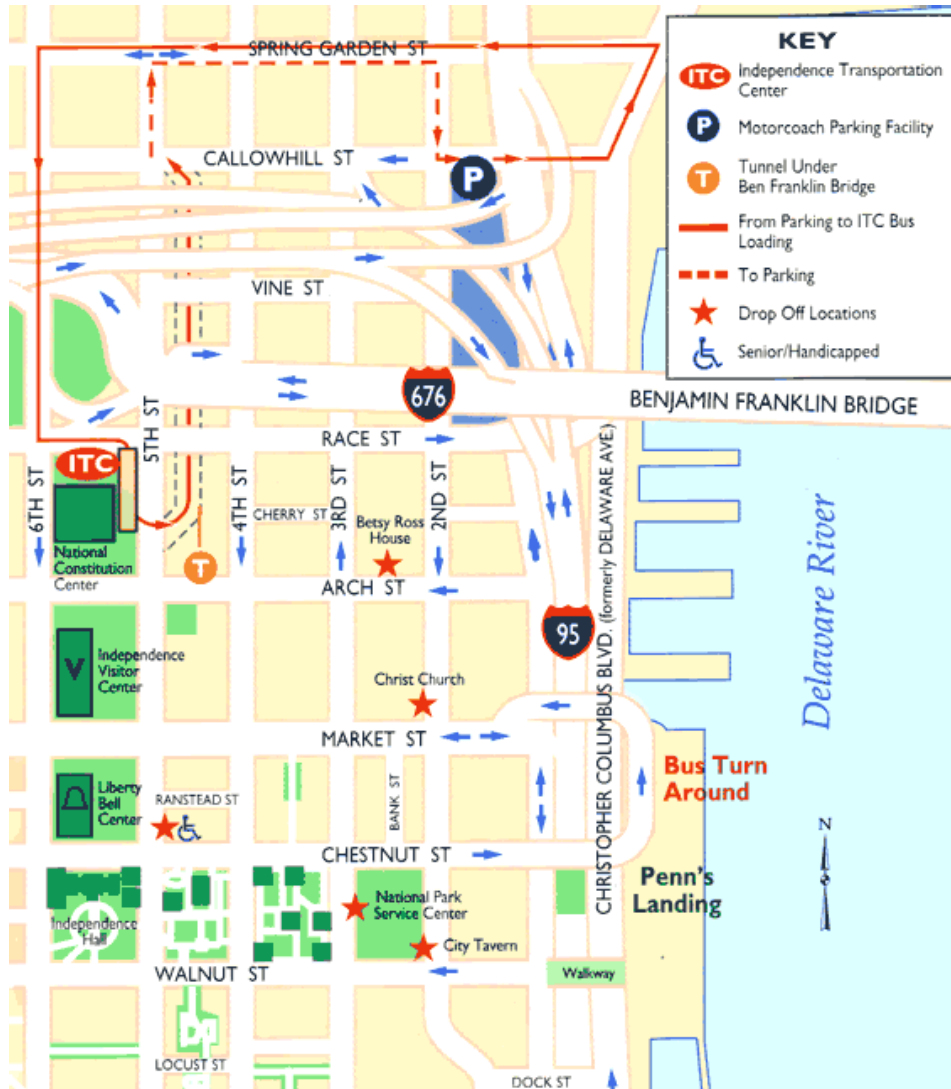 SPRING GARDEN ST
CALLOWHILL ST
P
VINE ST
676
BENJAMIN FRANKLIN BRIDGE
RACE ST
ITC
6TH ST
5TH ST
4TH ST
3RD ST
2ND ST
CHERRY ST
Betsy Ross
House
National
Constitution
Center
T
ARCH ST
95
CHRISTOPHER COLUMBUS BLVD. (formerly DELAWARE AVE.)
Delaware River
V
Independence
Visitor
Center
Christ Church
MARKET ST
Bus Turn
Around
Liberty
Bell
Center
RANSTEAD ST
BANK ST
CHESTNUT ST
N
Penn's
Landing
Independence
Hall
National Park
Service Center
City Tavern
WALNUT ST
Walkway
LOCUST ST
DOCK ST
KEY
ITC Independence Transportation
Center
P Motorcoach Parking Facility
T Tunnel Under
Ben Franklin Bridge
From Parking to ITC Bus
Loading
To Parking
Drop Off Locations
Senior/Handicapped